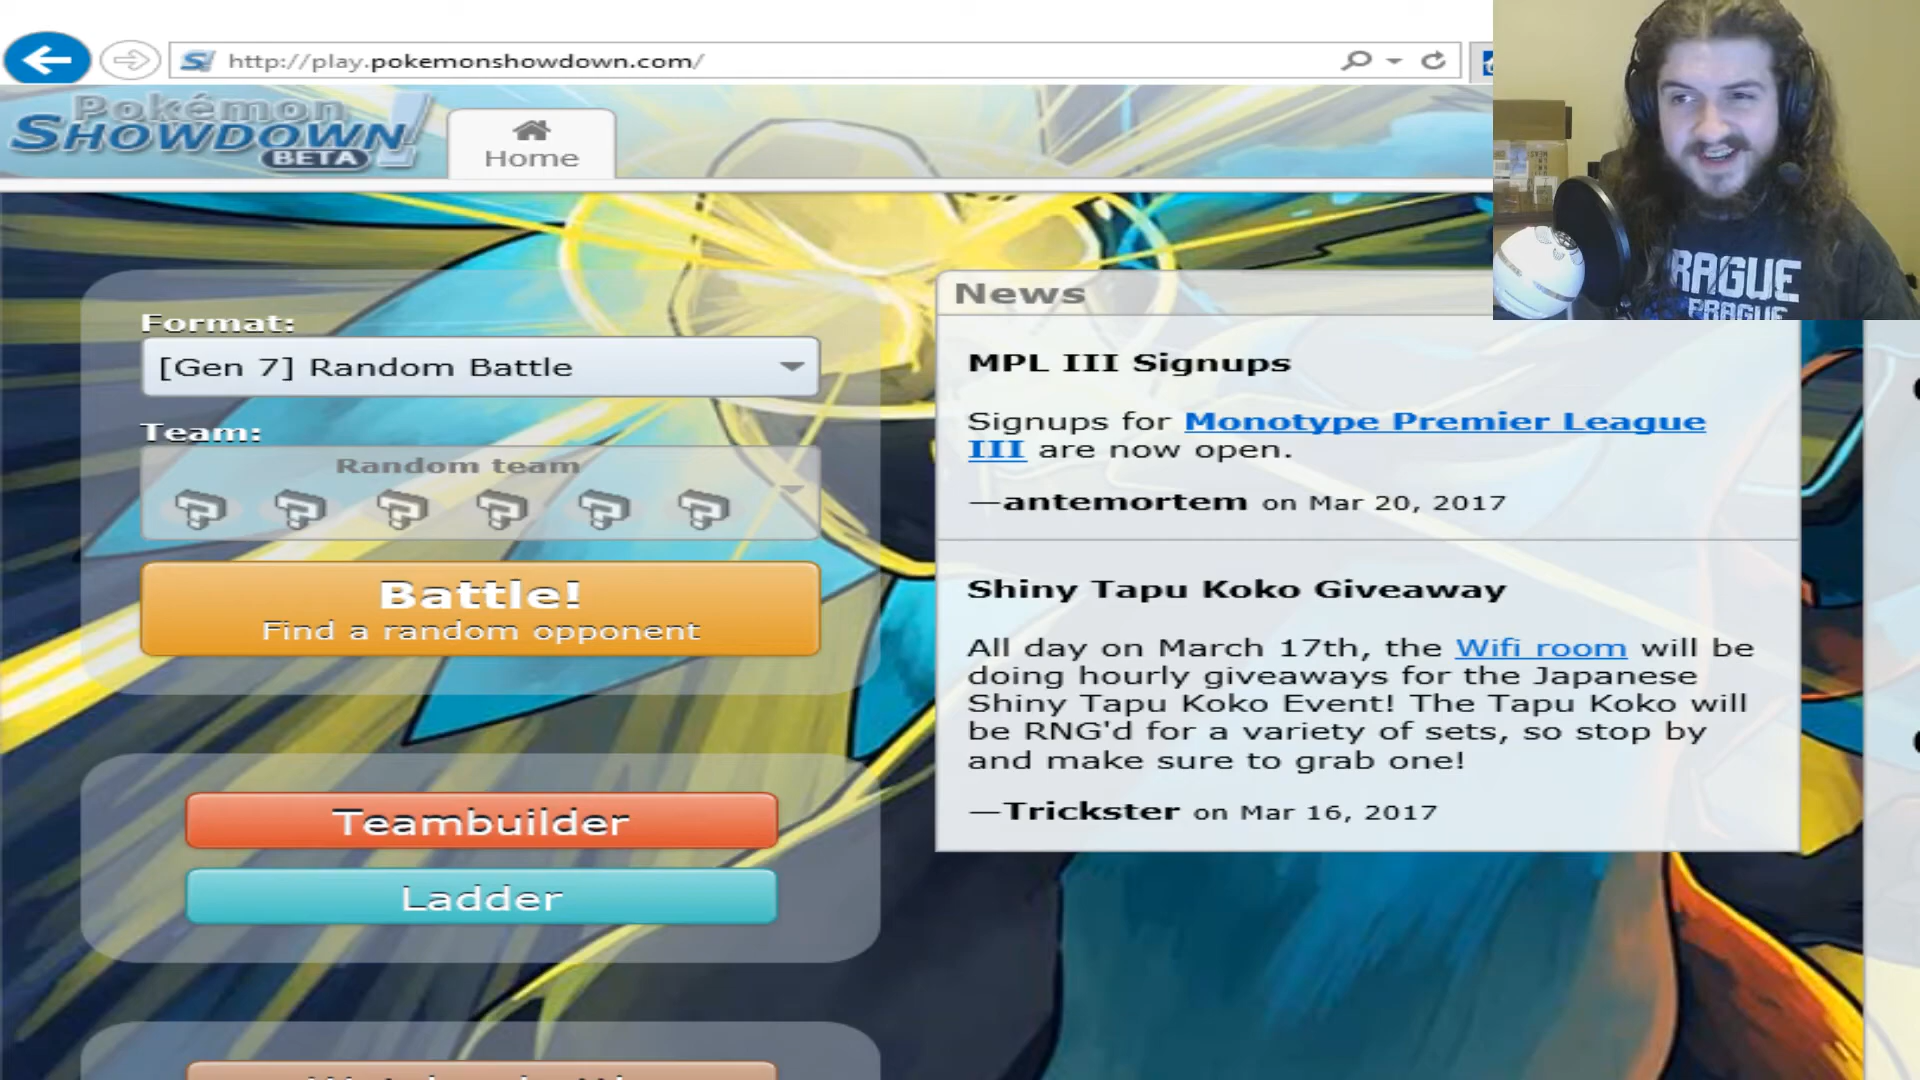 http://play.pokemonshowdown.com/
Pokémon
SHOWDOWN!
BETA
Home
RAGUE
PRAGUE
Format:
[Gen 7] Random Battle
Team:
Random team
Battle!
Find a random opponent
Teambuilder
Ladder
News
MPL III Signups
Signups for Monotype Premier League
III are now open.
—antemortem on Mar 20, 2017
Shiny Tapu Koko Giveaway
All day on March 17th, the Wifi room will be
doing hourly giveaways for the Japanese
Shiny Tapu Koko Event! The Tapu Koko will
be RNG'd for a variety of sets, so stop by
and make sure to grab one!
—Trickster on Mar 16, 2017